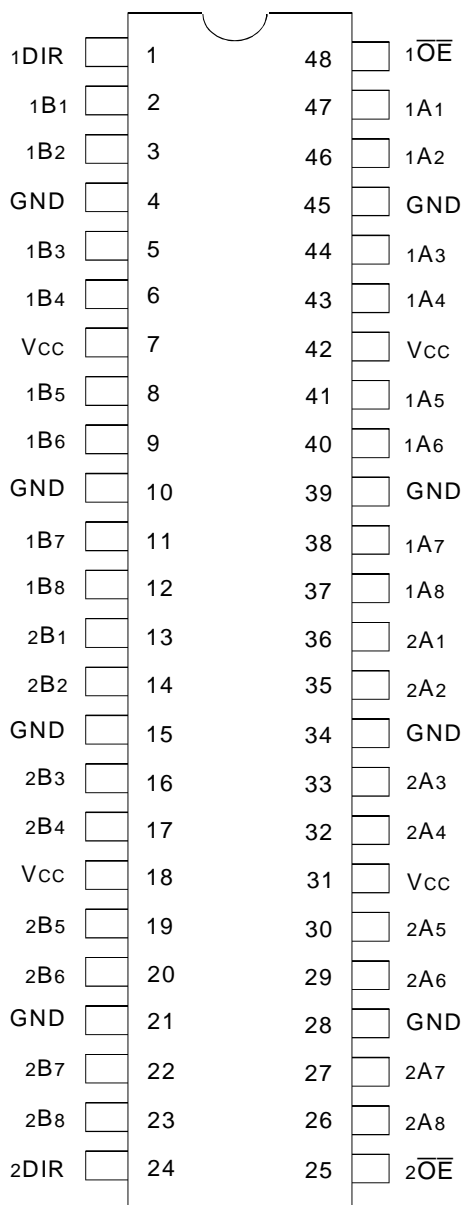 1DIR 1 48 1O̅E̅
1B1 2 47 1A1
1B2 3 46 1A2
GND 4 45 GND
1B3 5 44 1A3
1B4 6 43 1A4
Vcc 7 42 Vcc
1B5 8 41 1A5
1B6 9 40 1A6
GND 10 39 GND
1B7 11 38 1A7
1B8 12 37 1A8
2B1 13 36 2A1
2B2 14 35 2A2
GND 15 34 GND
2B3 16 33 2A3
2B4 17 32 2A4
Vcc 18 31 Vcc
2B5 19 30 2A5
2B6 20 29 2A6
GND 21 28 GND
2B7 22 27 2A7
2B8 23 26 2A8
2DIR 24 25 2O̅E̅